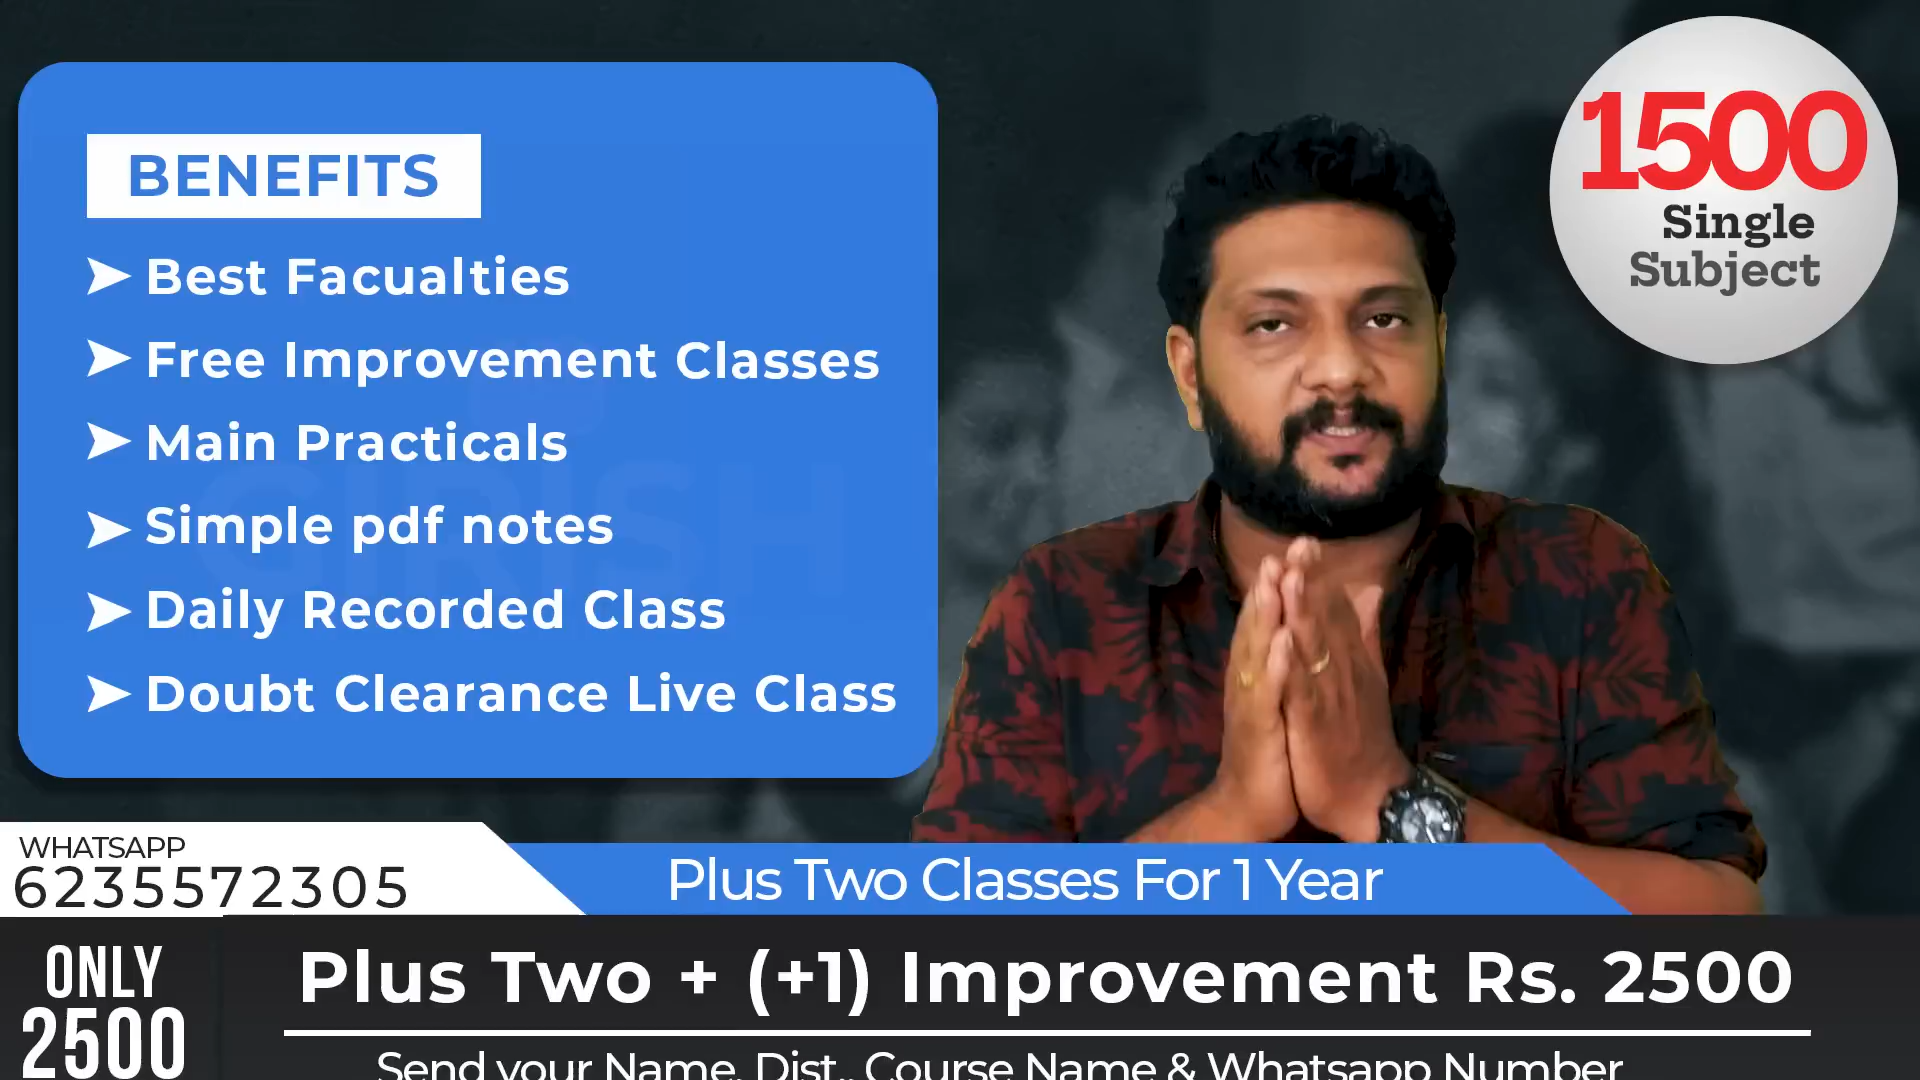 BENEFITS
Best Facualties
Free Improvement Classes
Main Practicals
Simple pdf notes
Daily Recorded Class
Doubt Clearance Live Class
1500
Single
Subject
WHATSAPP
6235572305
Plus Two Classes For 1 Year
ONLY
2500
Plus Two + (+1) Improvement Rs. 2500
Send your Name, Dist., Course Name & Whatsapp Number
GIRISH